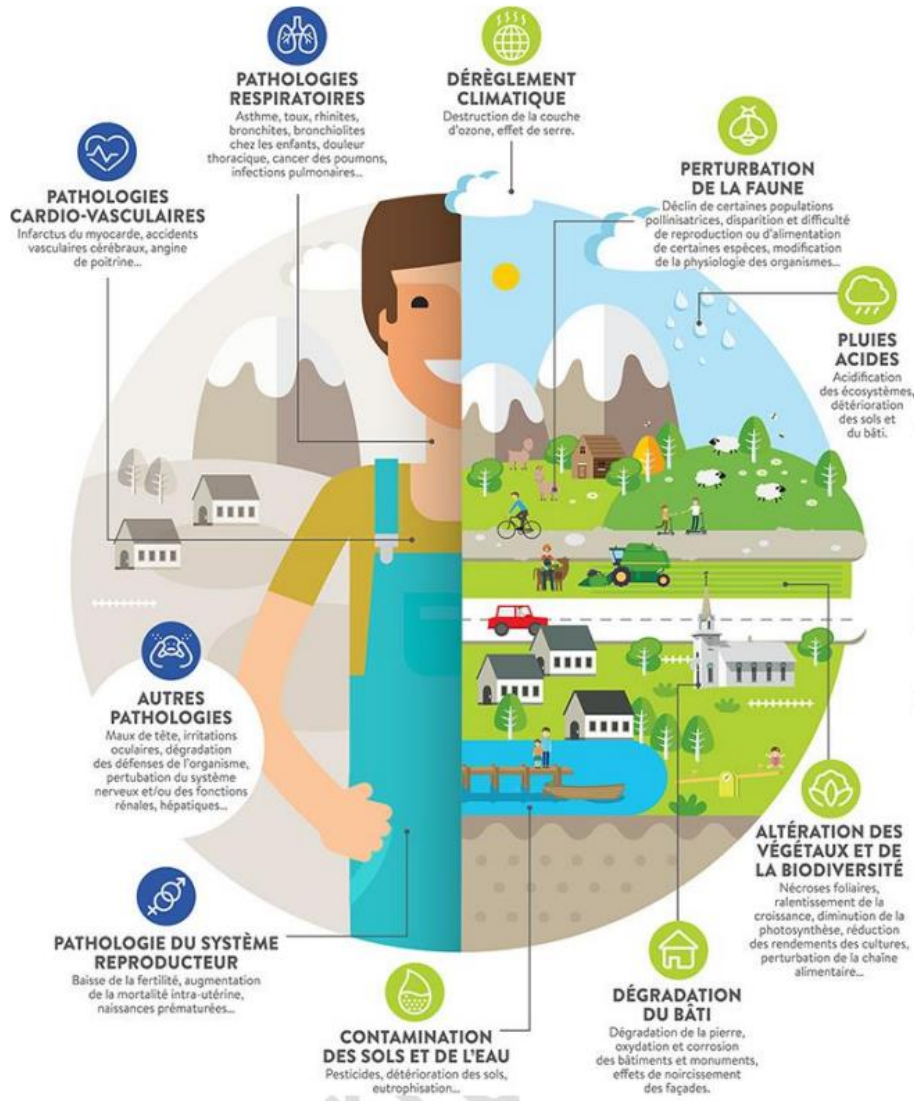 PATHOLOGIES
RESPIRATOIRES
Asthme, toux, rhinites,
bronchites, bronchiolites
chez les enfants, douleur
thoracique, cancer des poumons,
infections pulmonaires...
DÉRÈGLEMENT
CLIMATIQUE
Destruction de la couche
d'ozone, effet de serre.
PATHOLOGIES
CARDIO-VASCULAIRES
Infarctus du myocarde, accidents
vasculaires cérébraux, angine
de poitrine...
PERTURBATION
DE LA FAUNE
Déclin de certaines populations
pollinisatrices, disparition et difficulté
de reproduction ou d'alimentation
de certaines espèces, modification
de la physiologie des organismes...
PLUIES
ACIDES
Acidification
des écosystèmes,
détérioration
des sols et
du bâti.
AUTRES
PATHOLOGIES
Maux de tête, irritations
oculaires, dégradation
des défenses de l'organisme,
pertubation du système
nerveux et/ou des fonctions
rénales, hépatiques...
ALTÉRATION DES
VÉGÉTAUX ET DE
LA BIODIVERSITÉ
Nécroses foliaires,
ralentissement de la
croissance, diminution de la
photosynthèse, réduction
des rendements des cultures,
perturbation de la chaîne
alimentaire...
PATHOLOGIE DU SYSTÈME
REPRODUCTEUR
Baisse de la fertilité, augmentation
de la mortalité intra-utérine,
naissances prématurées...
DÉGRADATION
DU BÂTI
Dégradation de la pierre,
oxydation et corrosion
des bâtiments et monuments,
effets de noircissement
des façades.
CONTAMINATION
DES SOLS ET DE L'EAU
Pesticides, détérioration des sols,
eutrophisation...